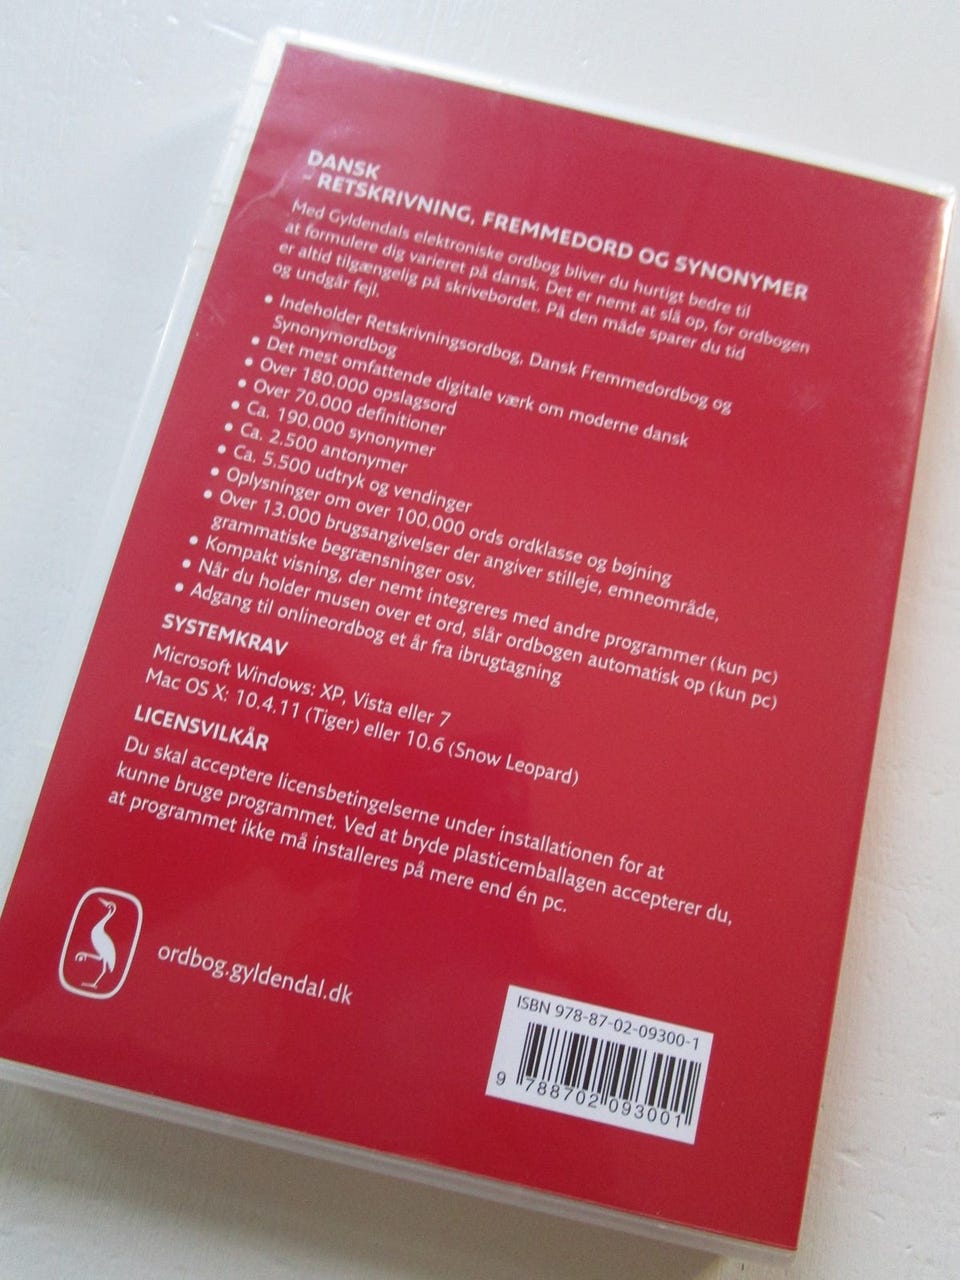 DANSK
- RETSKRIVNING, FREMMEDORD OG SYNONYMER
Med Gyldendals elektroniske ordbog bliver du hurtigt bedre til
at formulere dig varieret på dansk. Det er nemt at slå op, for ordbogen
er altid tilgængelig på skrivebordet. På den måde sparer du tid
og undgår fejl.
• Indeholder Retskrivningsordbog, Dansk Fremmedordbog og
Synonymordbog
• Det mest omfattende digitale værk om moderne dansk
• Over 180.000 opslagsord
• Over 70.000 definitioner
• Ca. 190.000 synonymer
• Ca. 2.500 antonymer
• Ca. 5.500 udtryk og vendinger
• Oplysninger om over 100.000 ords ordklasse og bøjning
• Over 13.000 brugsangivelser der angiver stilleje, emneområde,
grammatiske begrænsninger osv.
• Kompakt visning, der nemt integreres med andre programmer (kun pc)
• Når du holder musen over et ord, slår ordbogen automatisk op (kun pc)
• Adgang til onlineordbog et år fra ibrugtagning
SYSTEMKRAV
Microsoft Windows: XP, Vista eller 7
Mac OS X: 10.4.11 (Tiger) eller 10.6 (Snow Leopard)
LICENSVILKÅR
Du skal acceptere licensbetingelserne under installationen for at
kunne bruge programmet. Ved at bryde plasticemballagen accepterer du,
at programmet ikke må installeres på mere end én pc.
ordbog.gyldendal.dk
ISBN 978-87-02-09300-1
9 788702 093001